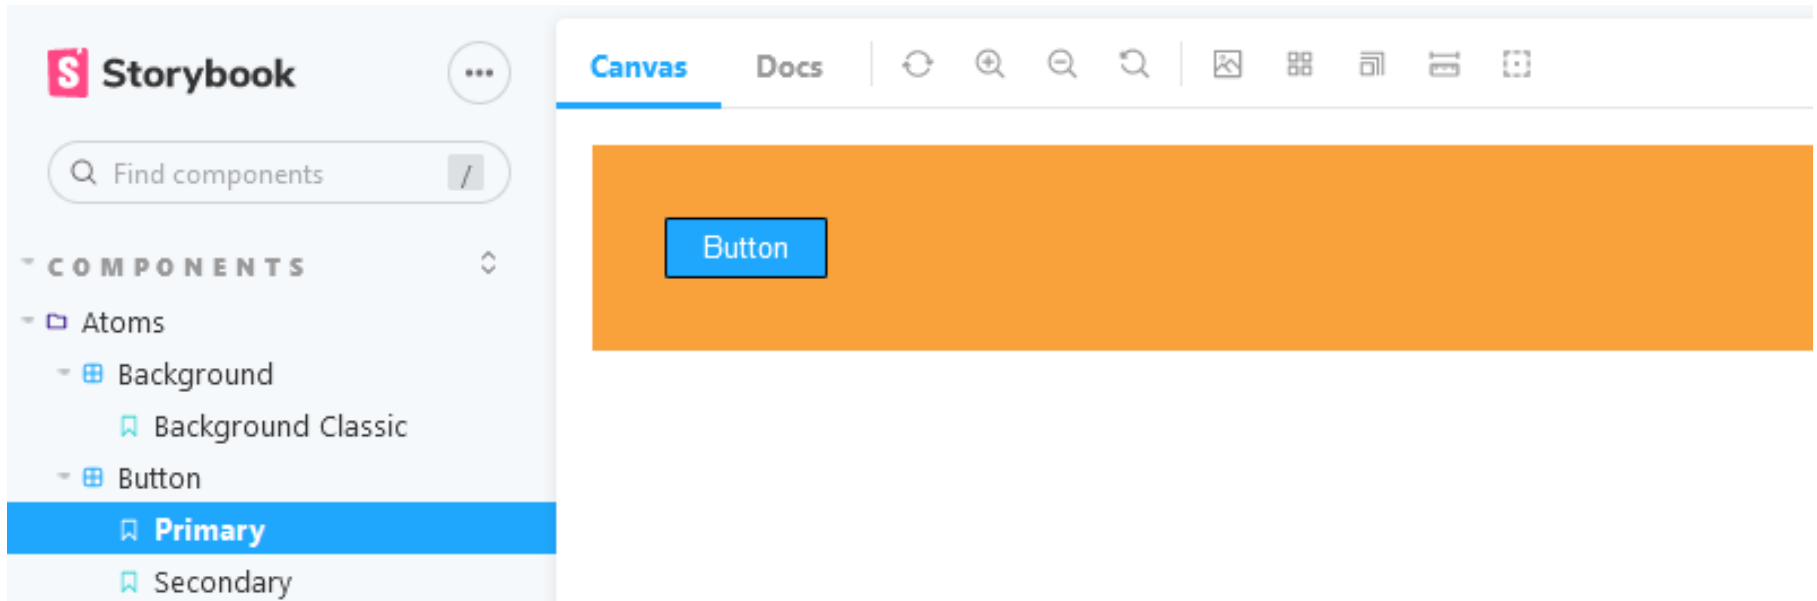 Storybook
Find components /
COMPONENTS
Atoms
Background
Background Classic
Button
Primary
Secondary
Canvas Docs
Button